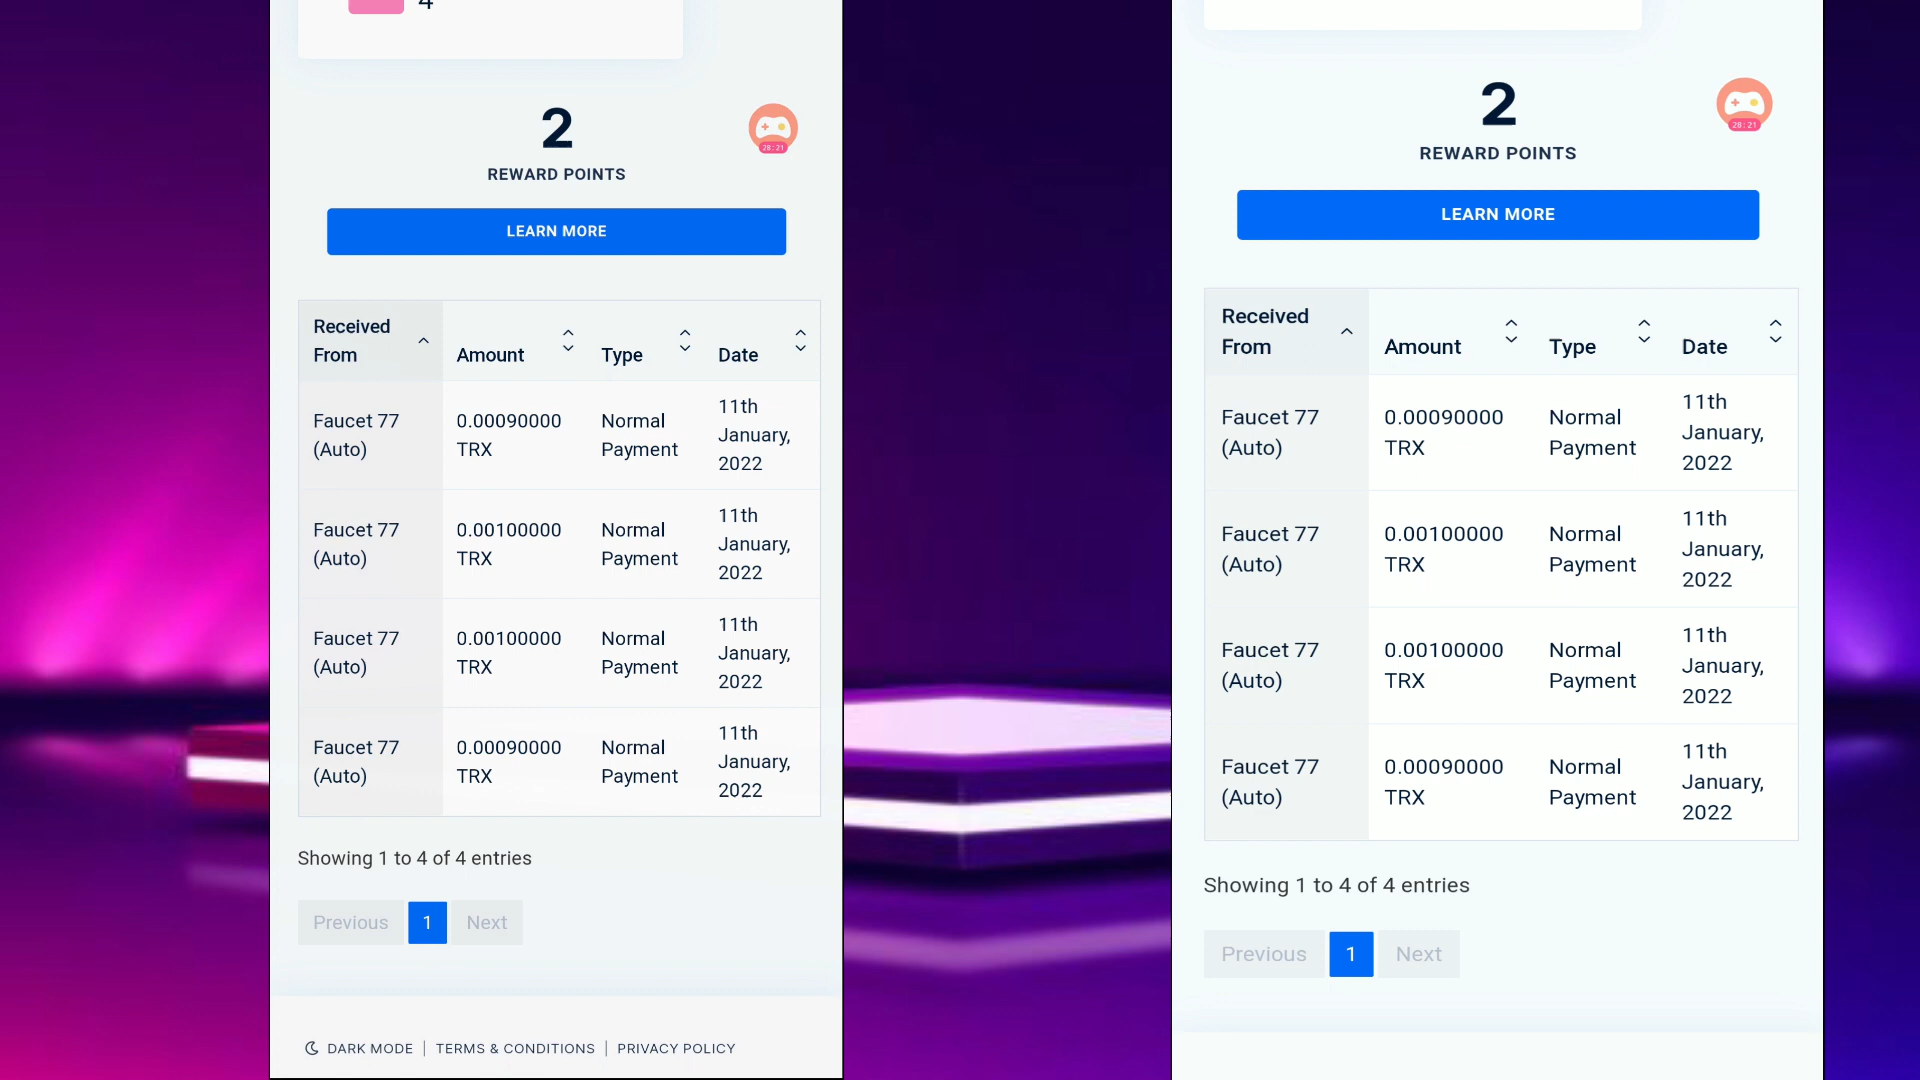 4
2
28:21
REWARD POINTS
LEARN MORE
Received
From
Amount
Type
Date
Faucet 77
(Auto)
0.00090000
TRX
Normal
Payment
11th
January,
2022
Faucet 77
(Auto)
0.00100000
TRX
Normal
Payment
11th
January,
2022
Faucet 77
(Auto)
0.00100000
TRX
Normal
Payment
11th
January,
2022
Faucet 77
(Auto)
0.00090000
TRX
Normal
Payment
11th
January,
2022
Showing 1 to 4 of 4 entries
Previous 1 Next
DARK MODE | TERMS & CONDITIONS | PRIVACY POLICY
2
28:21
REWARD POINTS
LEARN MORE
Received
From
Amount
Type
Date
Faucet 77
(Auto)
0.00090000
TRX
Normal
Payment
11th
January,
2022
Faucet 77
(Auto)
0.00100000
TRX
Normal
Payment
11th
January,
2022
Faucet 77
(Auto)
0.00100000
TRX
Normal
Payment
11th
January,
2022
Faucet 77
(Auto)
0.00090000
TRX
Normal
Payment
11th
January,
2022
Showing 1 to 4 of 4 entries
Previous 1 Next